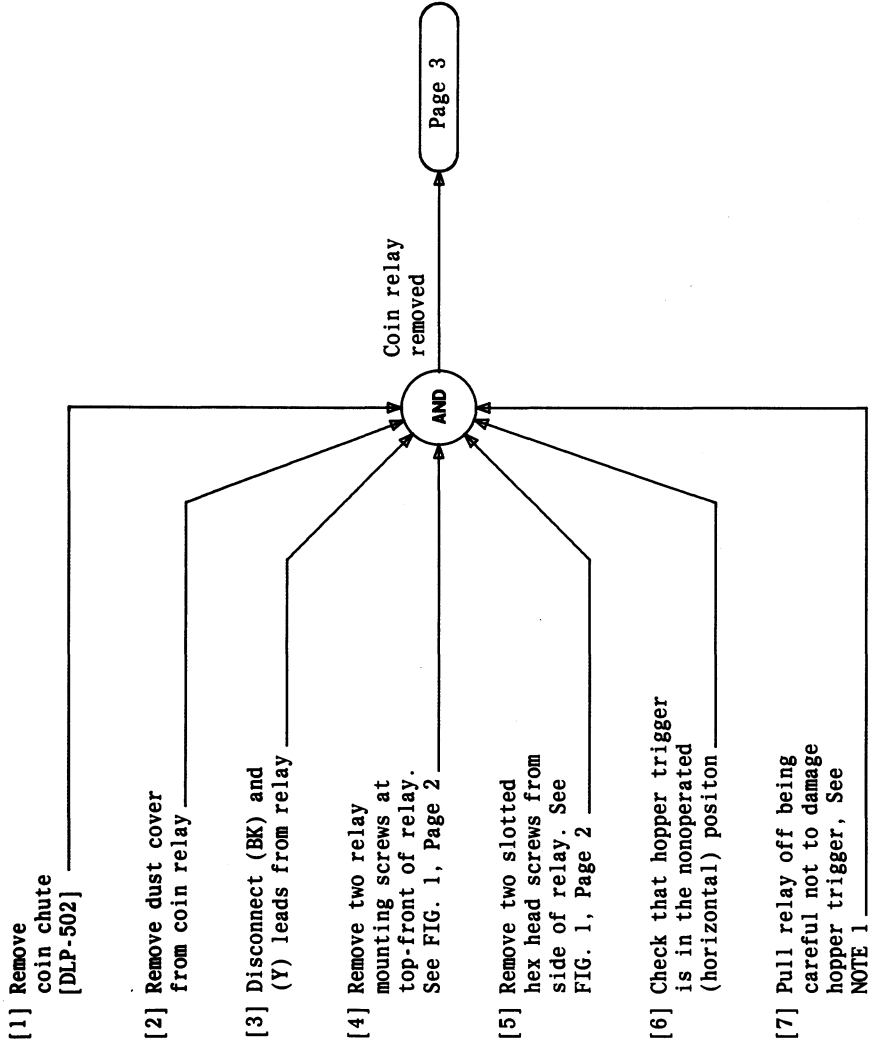 [1] Remove
coin chute
[DLP-502]
[2] Remove dust cover
from coin relay
[3] Disconnect (BK) and
(Y) leads from relay
[4] Remove two relay
mounting screws at
top-front of relay.
See FIG. 1, Page 2
[5] Remove two slotted
hex head screws from
side of relay. See
FIG. 1, Page 2
[6] Check that hopper trigger
is in the nonoperated
(horizontal) positon
[7] Pull relay off being
careful not to damage
hopper trigger, See
NOTE 1
AND
Coin relay
removed
Page 3